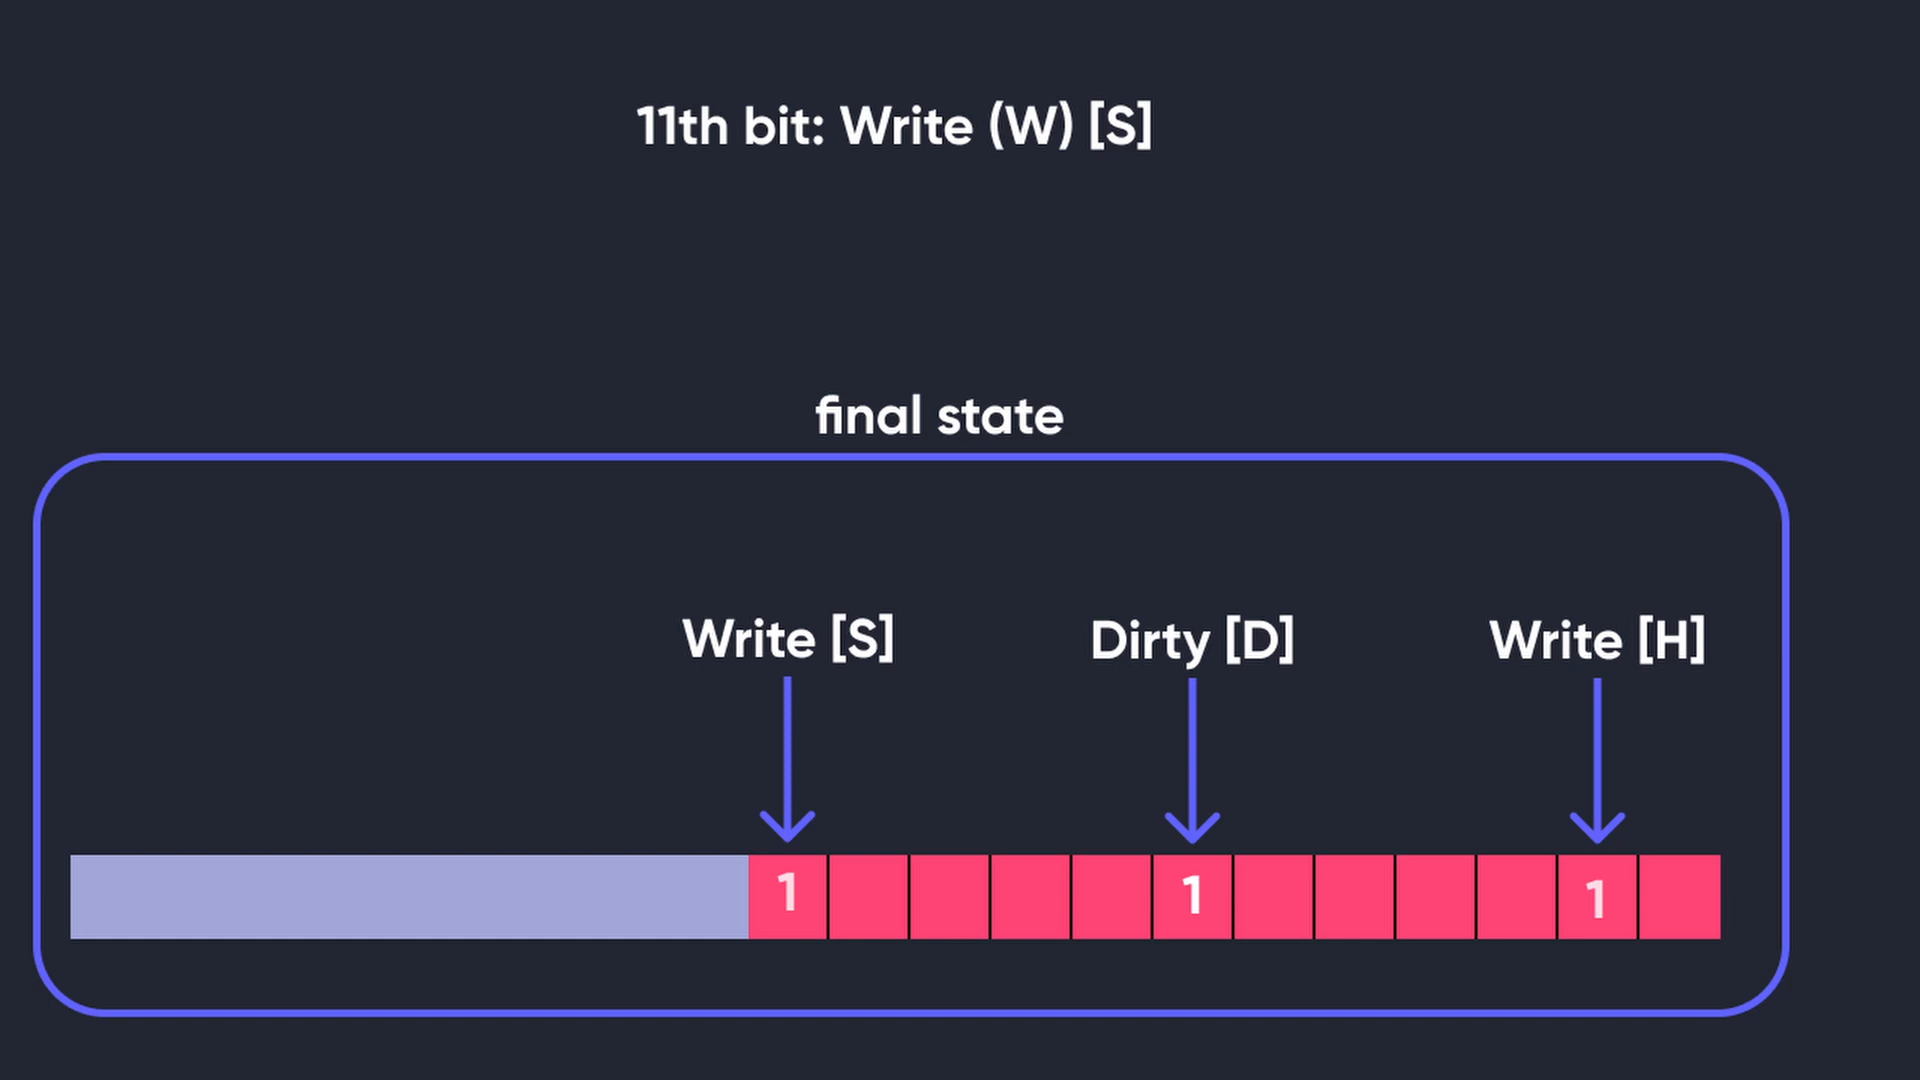 11th bit: Write (W) [S]
final state
Write [S] Dirty [D] Write [H]
1 1 1